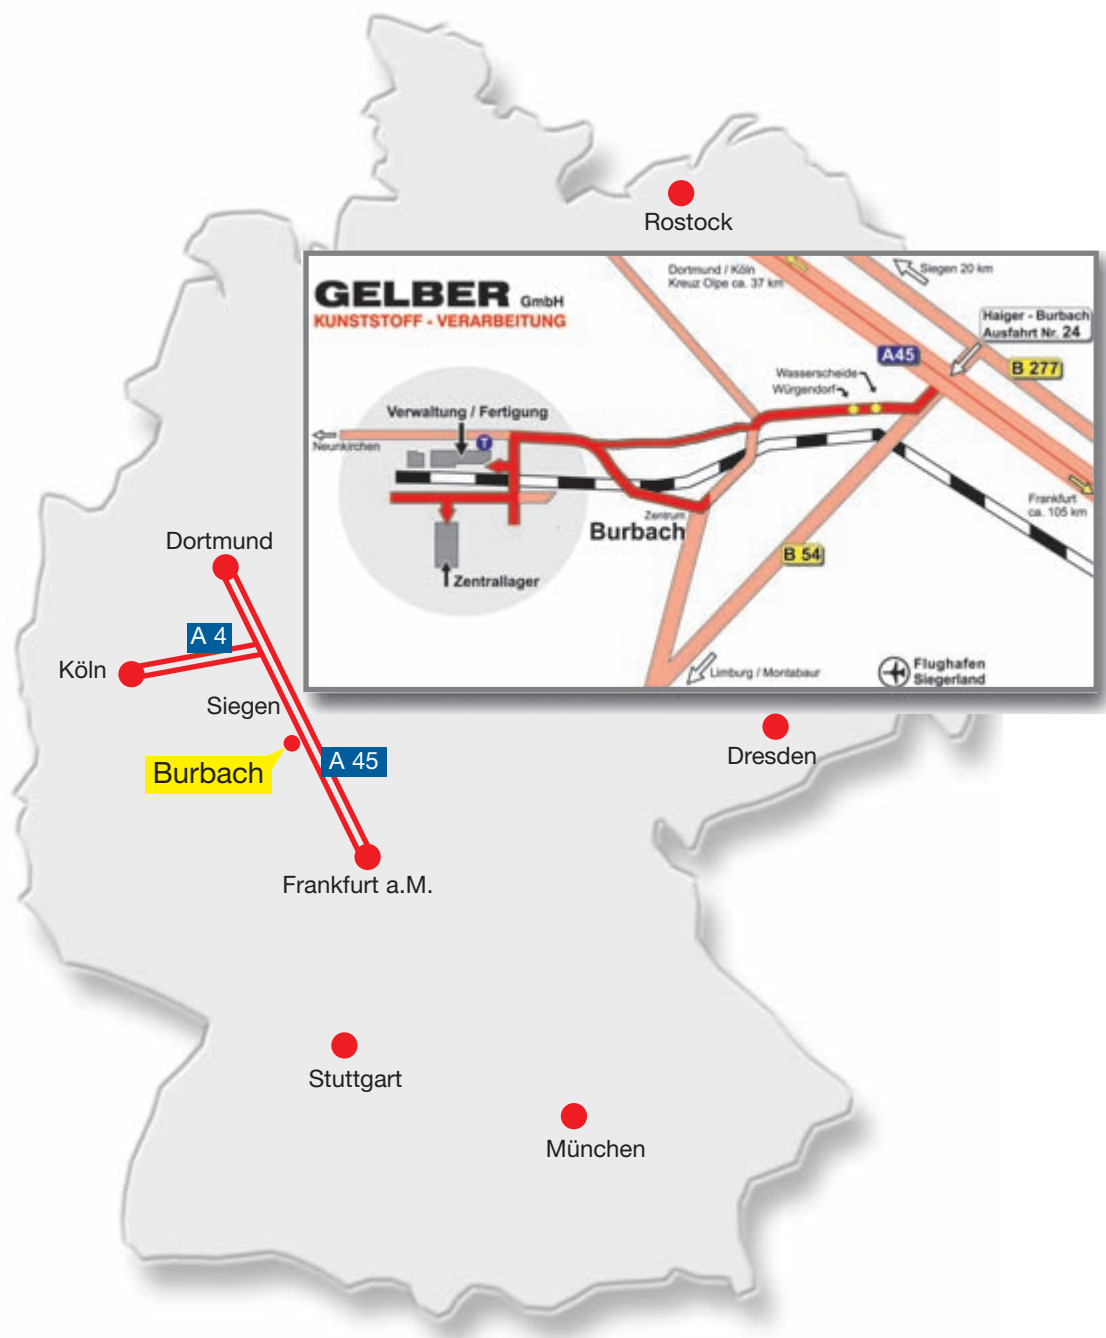 Rostock
GELBER GmbH
KUNSTSTOFF - VERARBEITUNG
Dortmund / Köln
Kreuz Olpe ca. 37 km
Siegen 20 km
Haiger - Burbach
Ausfahrt Nr. 24
A45
B 277
Wasserscheide
Würgendorf
Verwaltung / Fertigung
T
Neunkirchen
Frankfurt
ca. 105 km
Zentrum
Burbach
B 54
Zentrallager
Limburg / Montabaur
Flughafen
Siegerland
Dortmund
A 4
Köln
Siegen
Burbach
A 45
Dresden
Frankfurt a.M.
Stuttgart
München